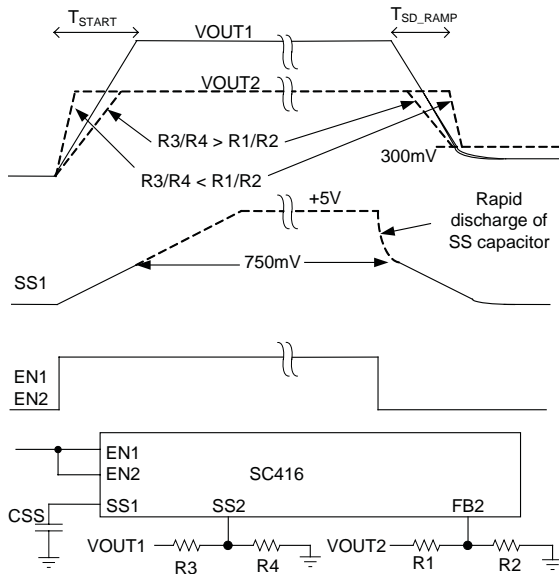 TSTART
TSD_RAMP
VOUT1
VOUT2
R3/R4 > R1/R2
R3/R4 < R1/R2
300mV
+5V
Rapid
discharge of
SS capacitor
750mV
SS1
EN1
EN2
EN1
EN2
SC416
SS1
SS2
FB2
CSS
VOUT1
R3
R4
VOUT2
R1
R2